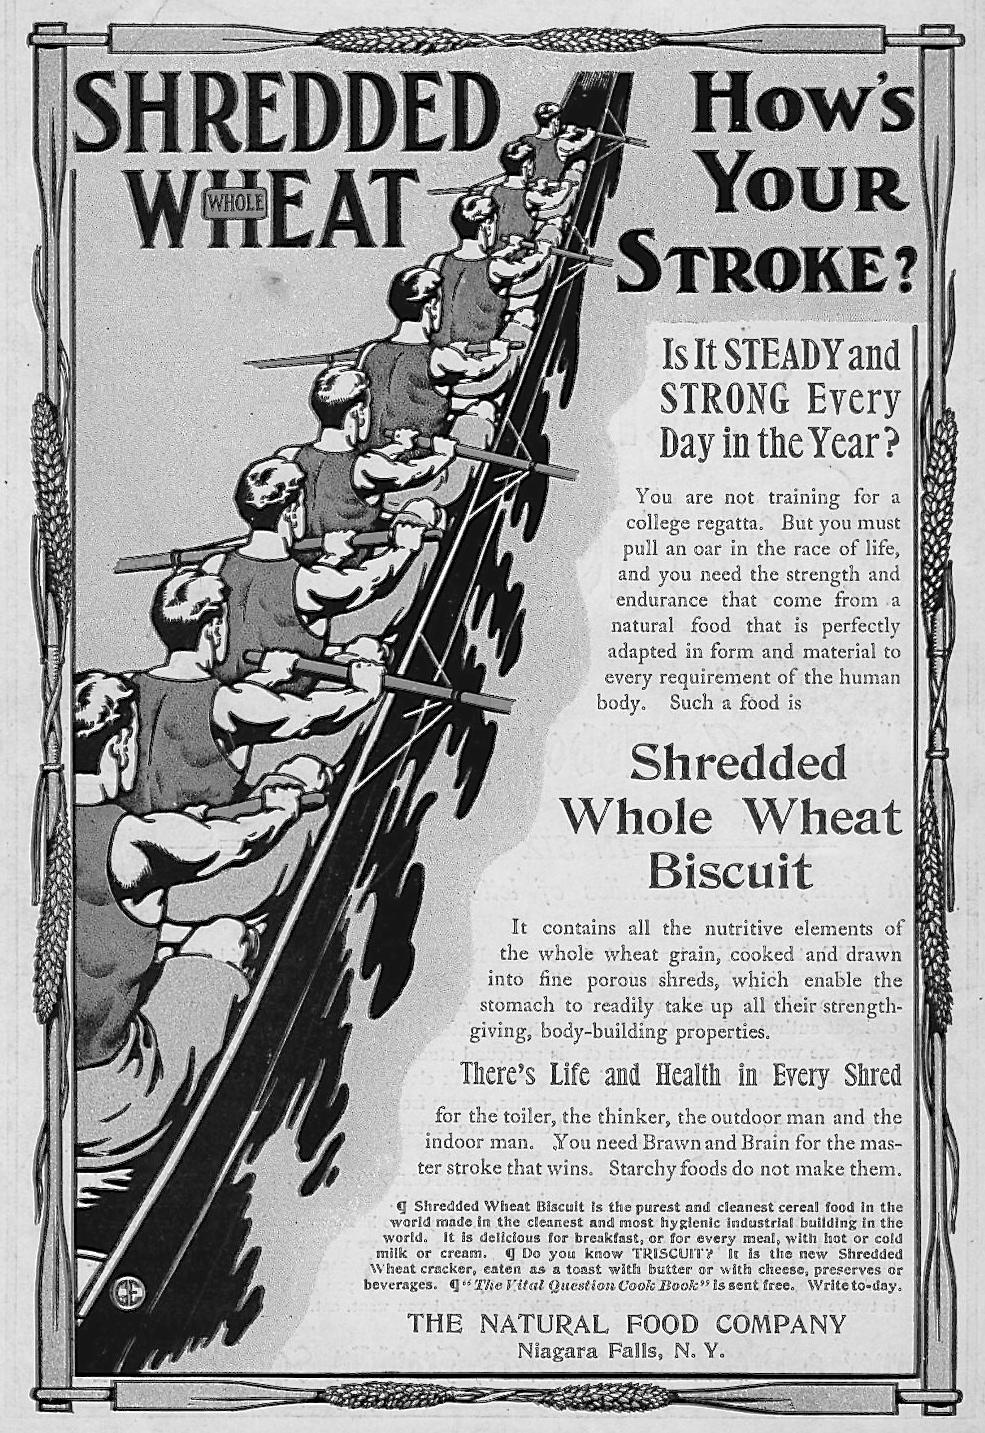 SHREDDED
WHEAT
WHOLE
HOW'S
YOUR
STROKE?
Is It STEADY and
STRONG Every
Day in the Year?
You are not training for a
college regatta. But you must
pull an oar in the race of life,
and you need the strength and
endurance that come from a
natural food that is perfectly
adapted in form and material to
every requirement of the human
body. Such a food is
Shredded
Whole Wheat
Biscuit
It contains all the nutritive elements of
the whole wheat grain, cooked and drawn
into fine porous shreds, which enable the
stomach to readily take up all their strength-
giving, body-building properties.
There's Life and Health in Every Shred
for the toiler, the thinker, the outdoor man and the
indoor man. You need Brawn and Brain for the mas-
ter stroke that wins. Starchy foods do not make them.
¶ Shredded Wheat Biscuit is the purest and cleanest cereal food in the
world made in the cleanest and most hygienic industrial building in the
world. It is delicious for breakfast, or for every meal, with hot or cold
milk or cream. ¶ Do you know TRISCUIT? It is the new Shredded
Wheat cracker, eaten as a toast with butter or with cheese, preserves or
beverages. ¶ "The Vital Question Cook Book" is sent free. Write to-day.
THE NATURAL FOOD COMPANY
Niagara Falls, N. Y.